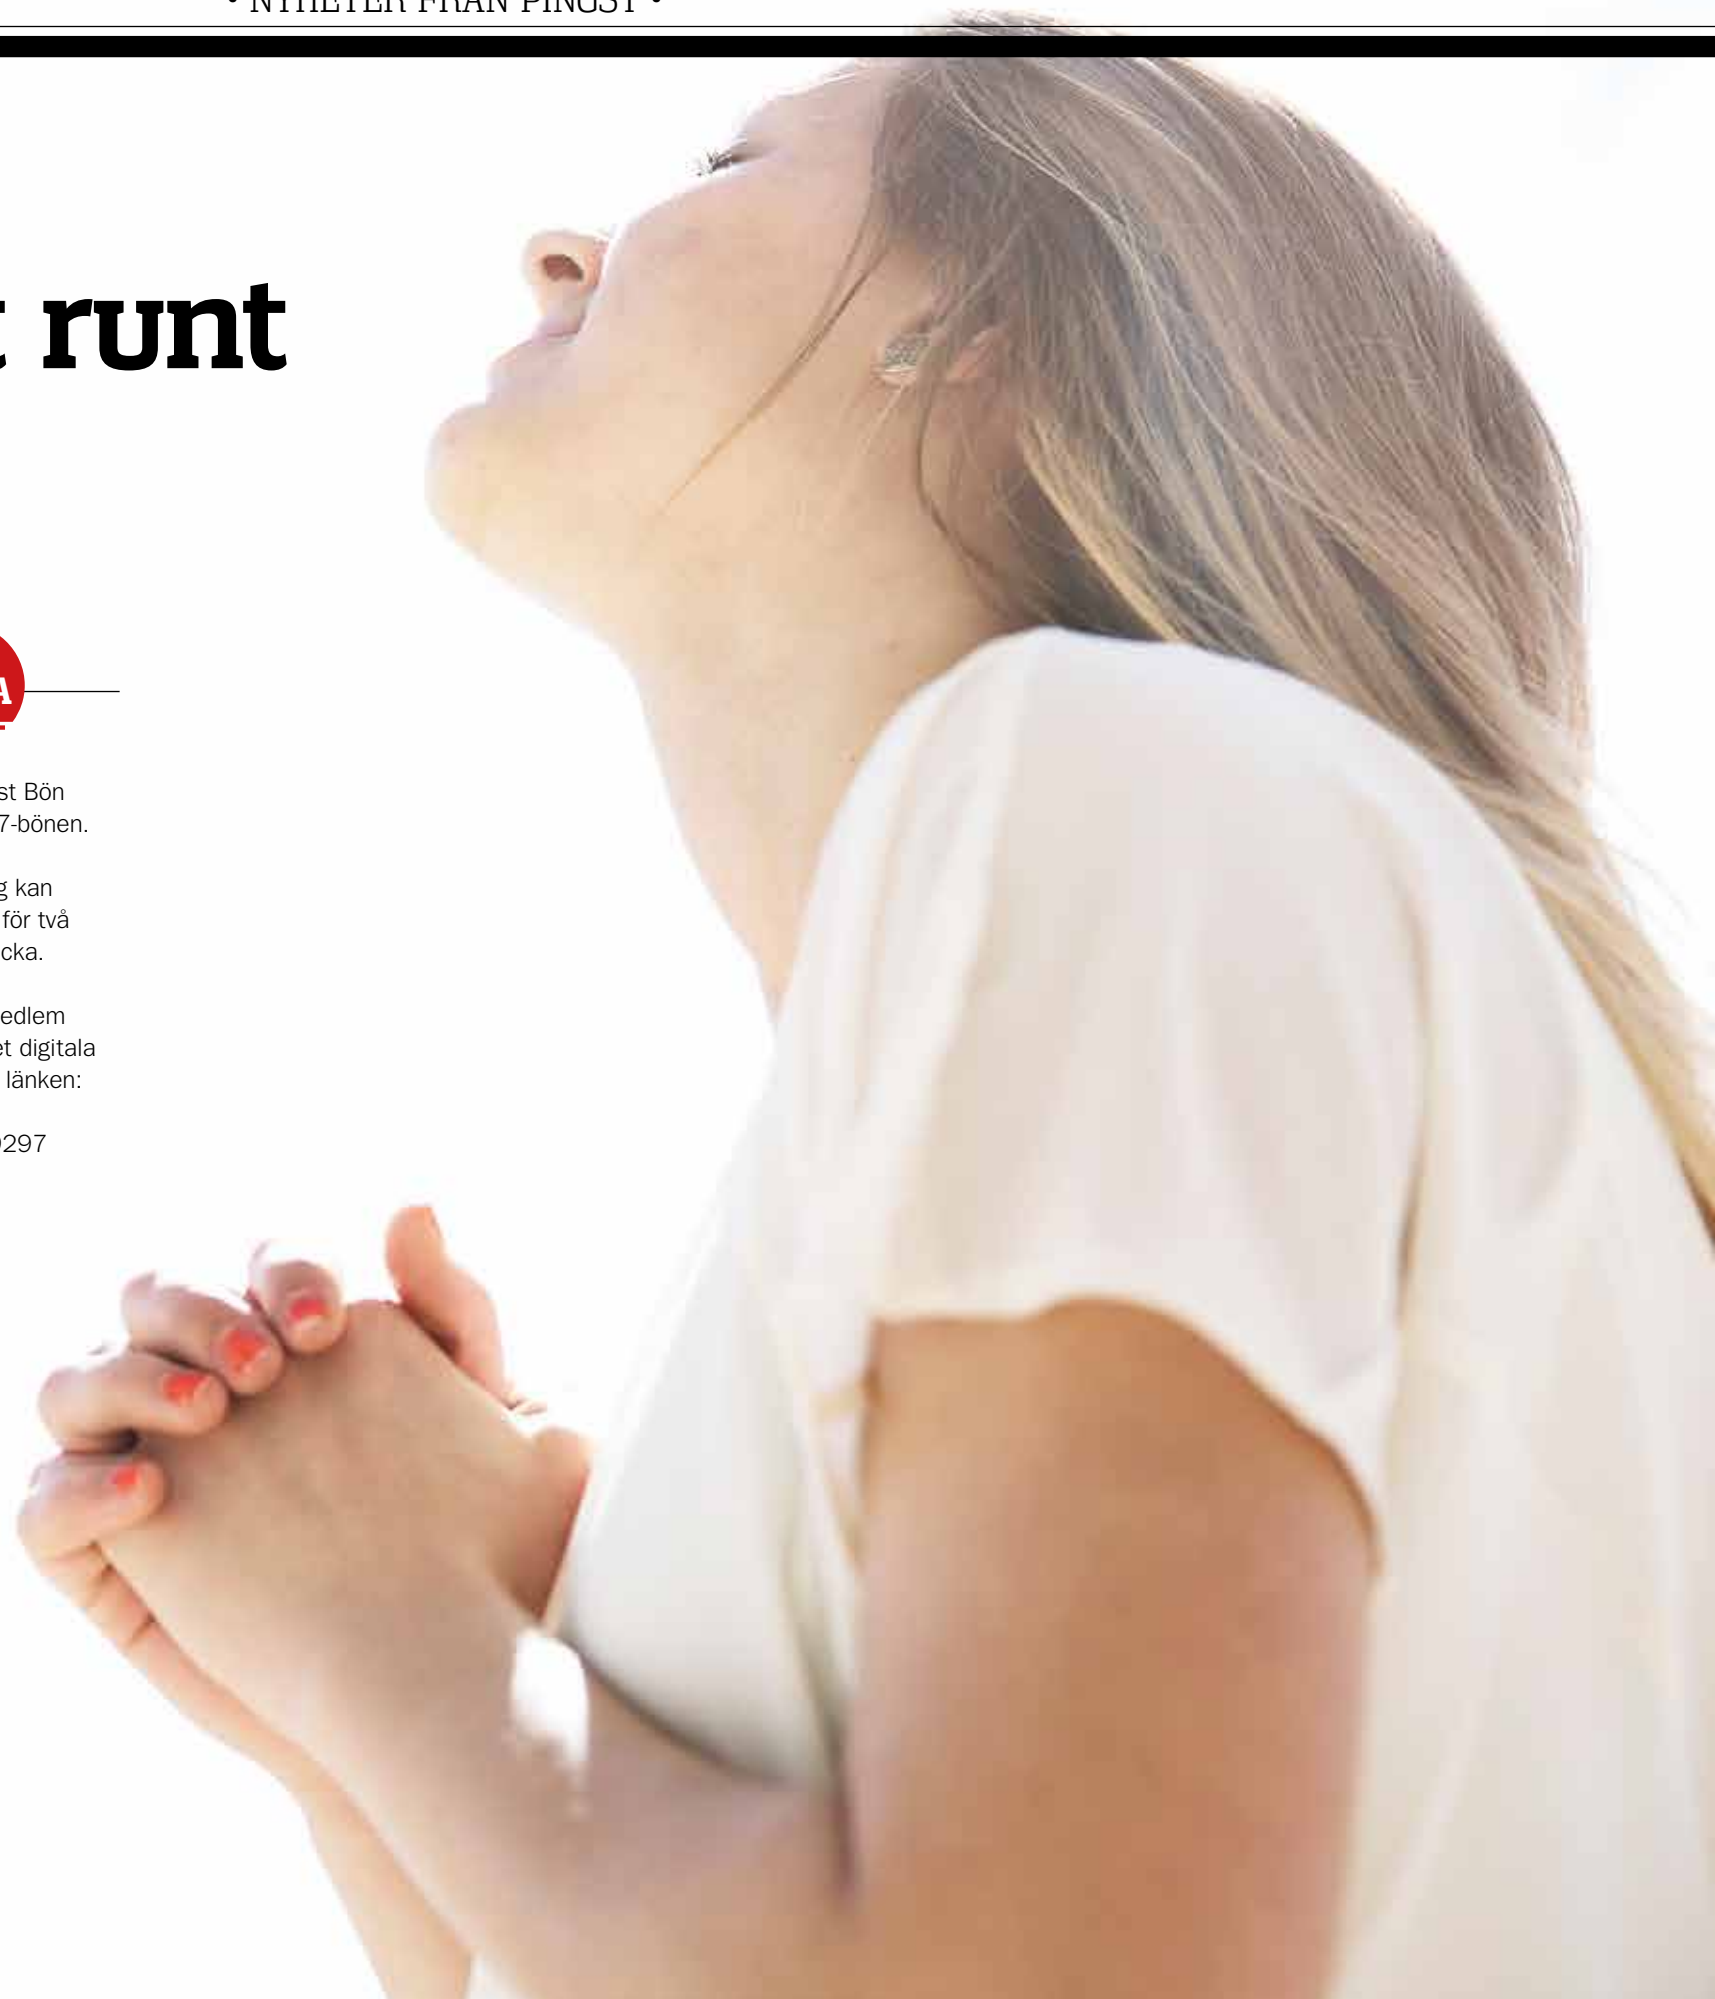 • NYHETER FRÅN PINGST •
runt
A
st Bön
7-bönen.
g kan
för två
cka.
edlem
et digitala
länken:
297